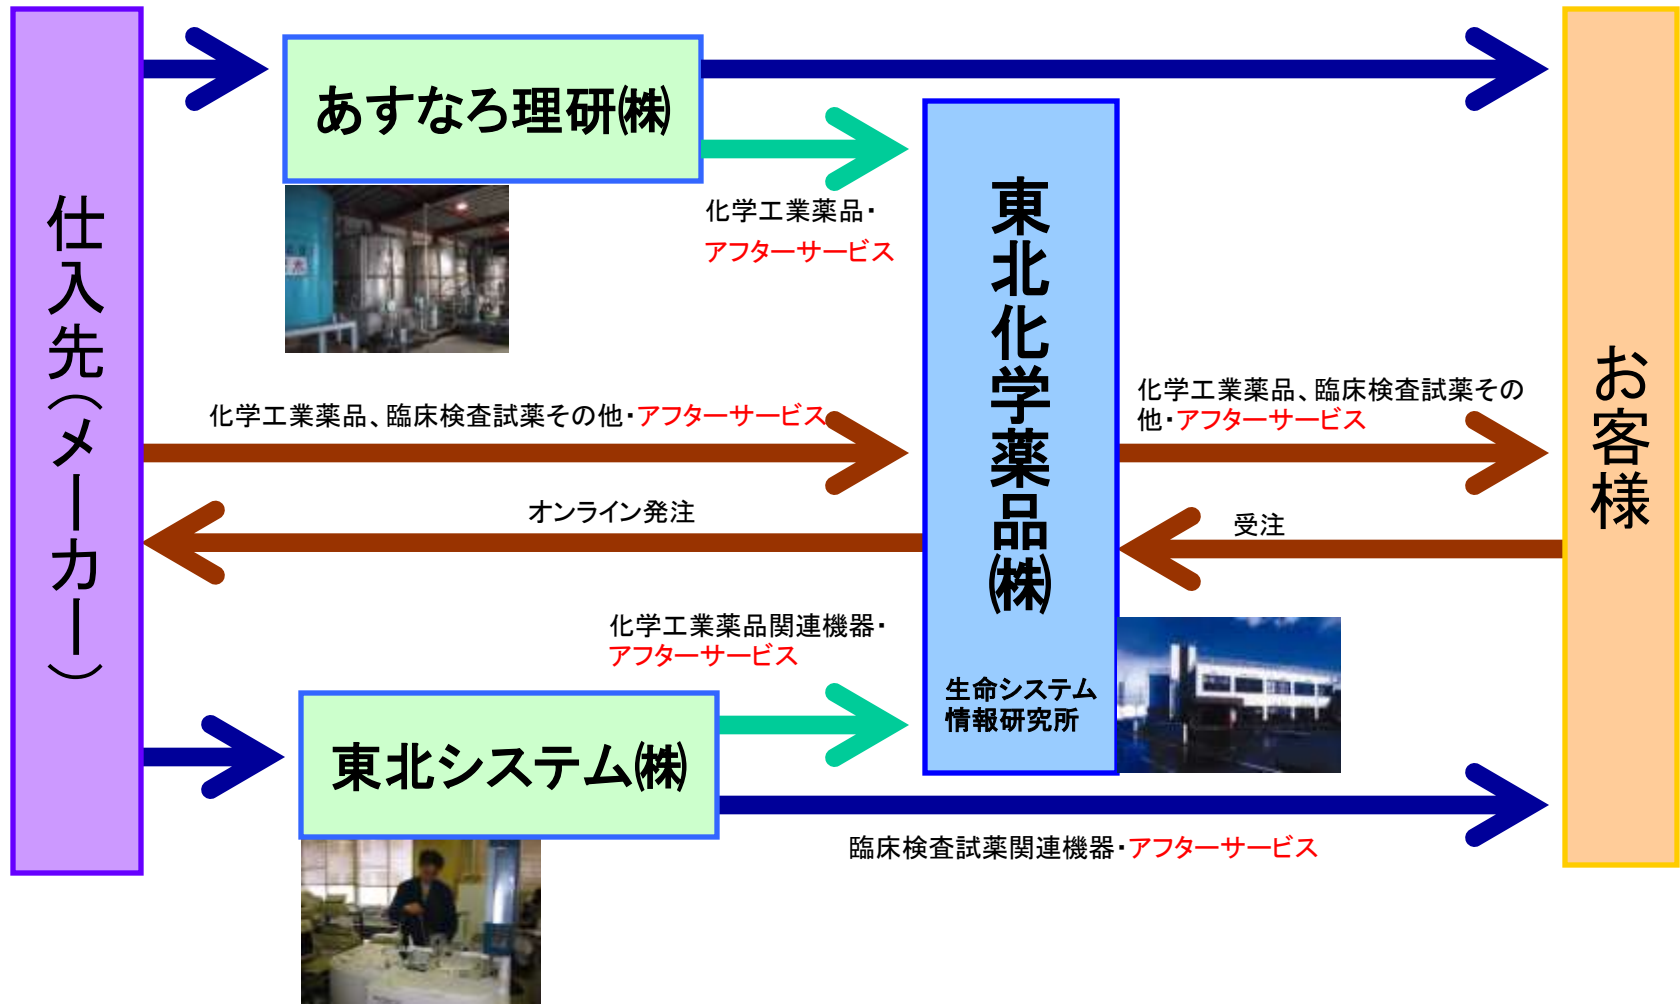 仕入先(メーカー)
あすなろ理研㈱
化学工業薬品・
アフターサービス
東北化学薬品㈱
生命システム
情報研究所
化学工業薬品、臨床検査試薬その他・アフターサービス
化学工業薬品、臨床検査試薬その
他・アフターサービス
オンライン発注
受注
化学工業薬品関連機器・
アフターサービス
東北システム㈱
臨床検査試薬関連機器・アフターサービス
お客様